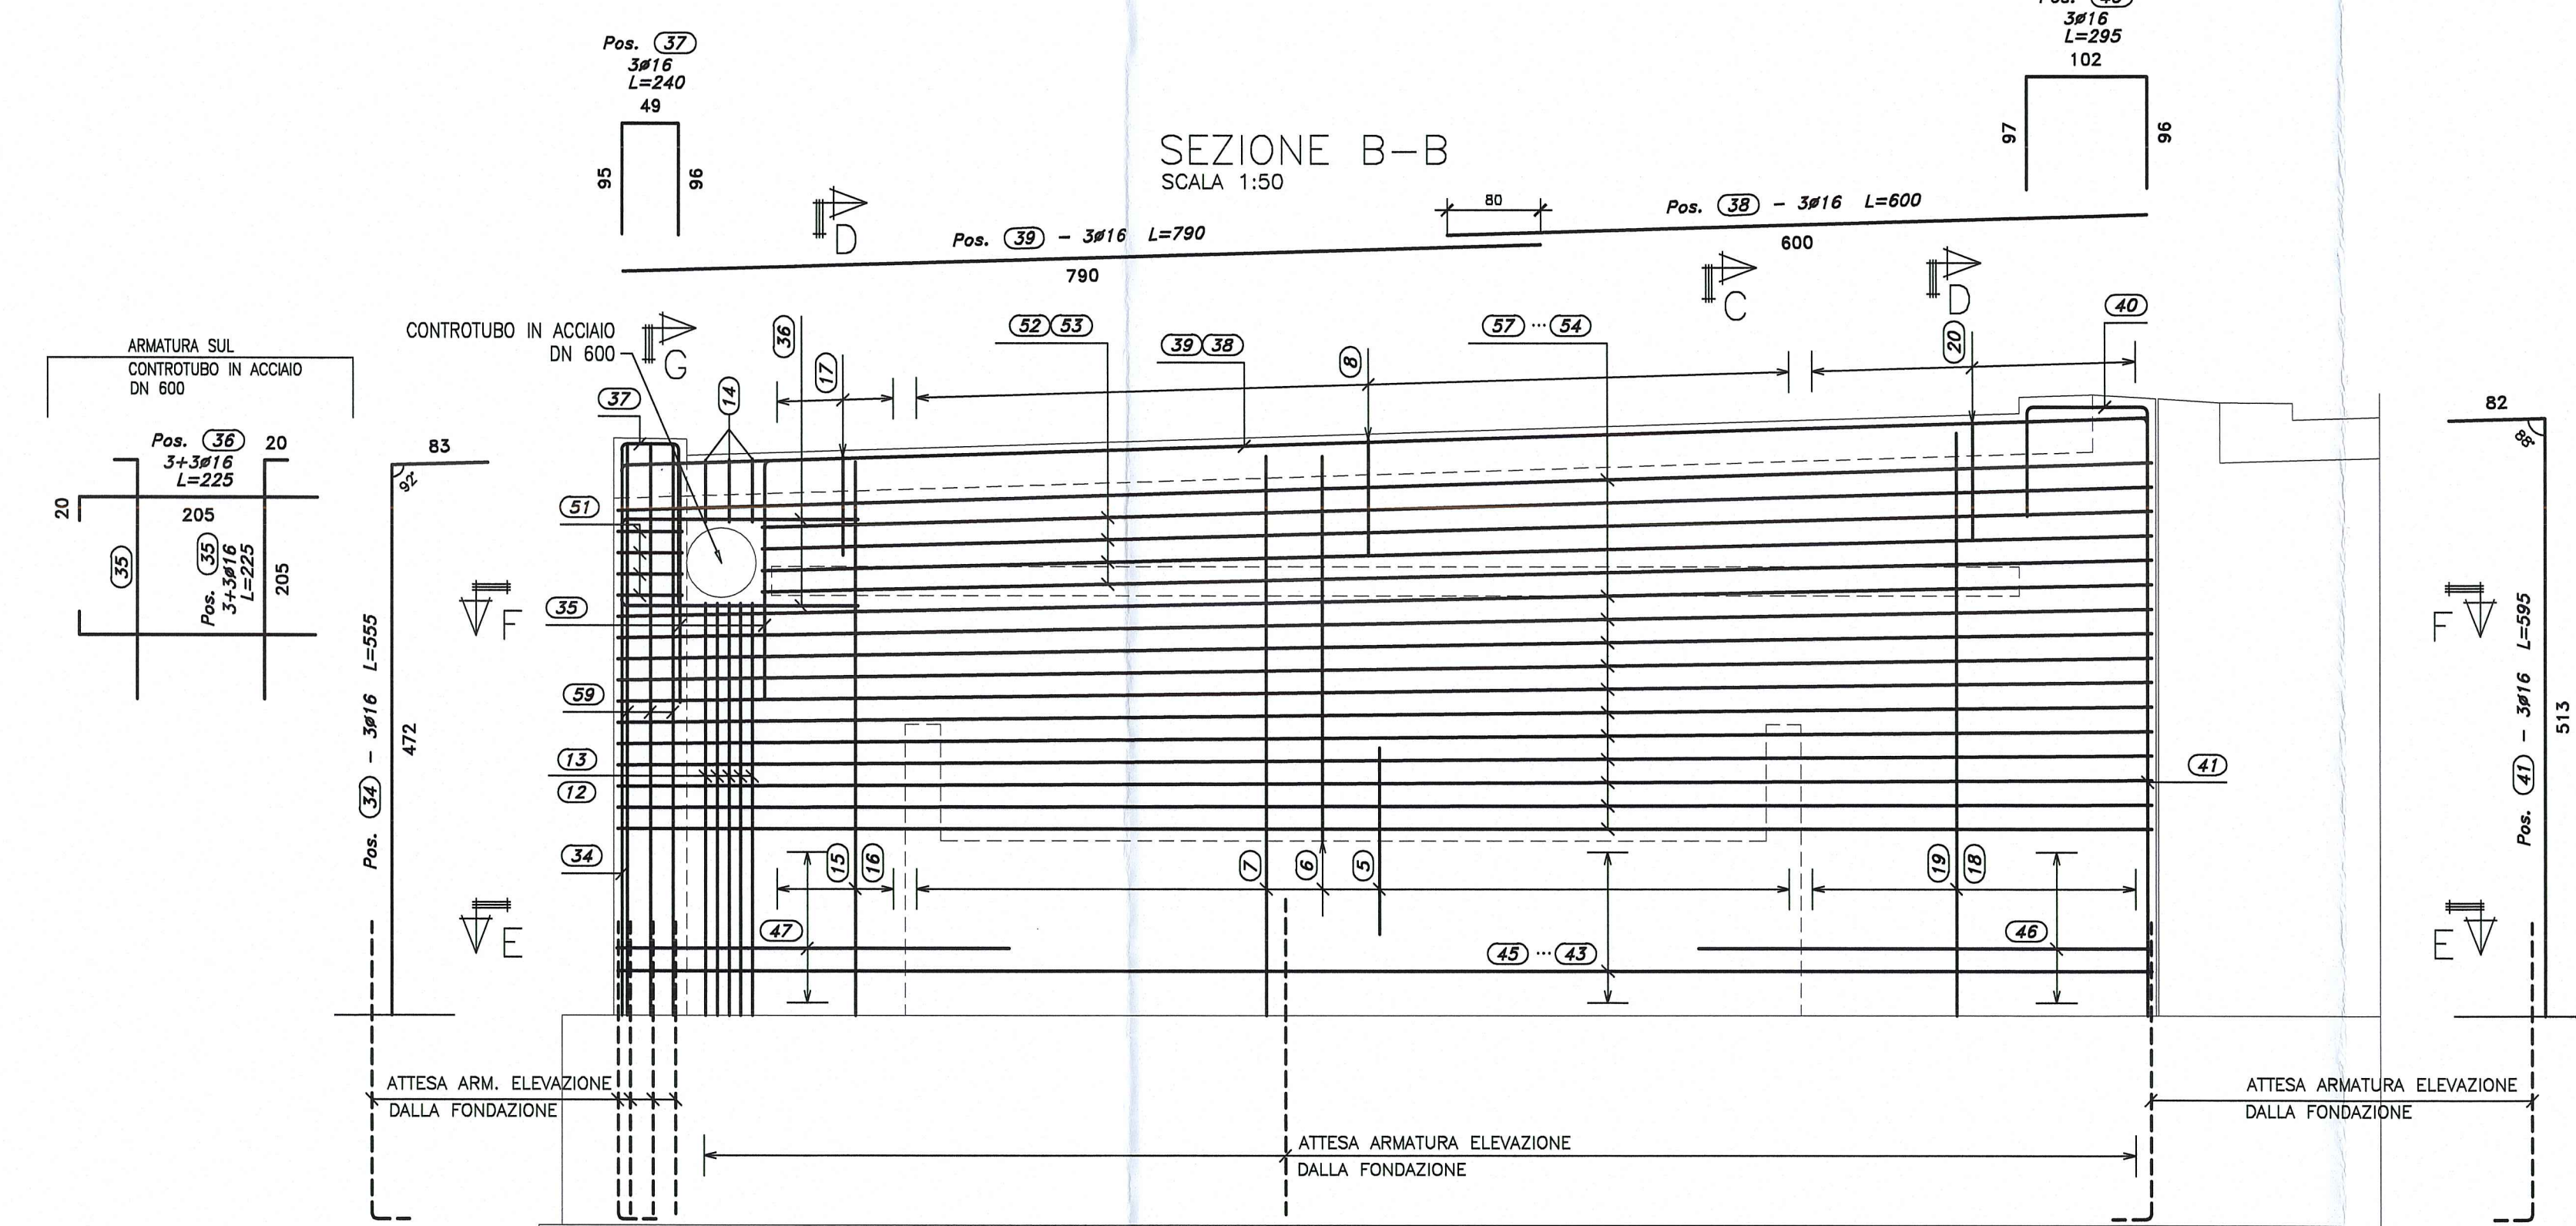 Pos. 37
3ø16
L=240
49
95
96
3ø16
L=295
102
97
96
SEZIONE B-B
SCALA 1:50
80
Pos. 38 - 3ø16 L=600
600
Pos. 39 - 3ø16 L=790
790
D
C
D
G
CONTROTUBO IN ACCIAIO
DN 600
ARMATURA SUL
CONTROTUBO IN ACCIAIO
DN 600
Pos. 36
3+3ø16
L=225
20
20
205
35
Pos. 35
3+3ø16
L=225
205
83
92°
Pos. 34 - 3ø16 L=555
472
36
17
14
37
52 53
39 38
8
57 ... 54
20
40
82
88°
51
35
F
F
59
13
12
34
41
Pos. 41 - 3ø16 L=595
513
15 16
7
6
5
19 18
47
45 ... 43
46
E
E
ATTESA ARM. ELEVAZIONE
DALLA FONDAZIONE
ATTESA ARMATURA ELEVAZIONE
DALLA FONDAZIONE
ATTESA ARMATURA ELEVAZIONE
DALLA FONDAZIONE